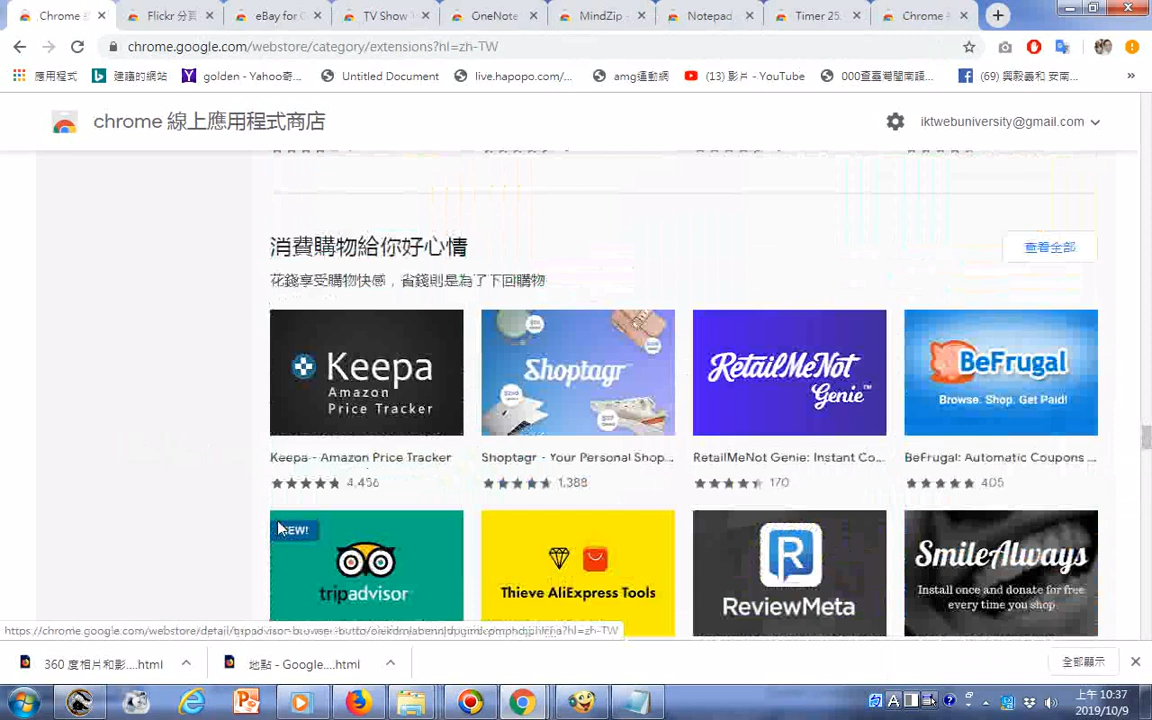 Chrome
Flickr 分頁
eBay for C
TV Show
OneNote
MindZip -
Notepad
Timer 25.
Chrome
chrome.google.com/webstore/category/extensions?hl=zh-TW
應用程式
建議的網站
golden - Yahoo奇...
Untitled Document
live.hapopo.com/...
amg運動網
(13) 影片 - YouTube
000查臺灣閩南語...
(69) 興毅義和 安南...
»
chrome 線上應用程式商店
iktwebuniversity@gmail.com
消費購物給你好心情
查看全部
花錢享受購物快感，省錢則是為了下回購物
Keepa
Amazon
Price Tracker
Shoptagr
RetailMeNot
Genie™
BeFrugal
Browse. Shop. Get Paid!
Keepa - Amazon Price Tracker
Shoptagr - Your Personal Shop...
RetailMeNot Genie: Instant Co...
BeFrugal: Automatic Coupons ...
4,456
1,388
170
405
NEW!
tripadvisor
Thieve AliExpress Tools
R
ReviewMeta
SmileAlways
Install once and donate for free
every time you shop
360 度相片和影....html
地點 - Google....html
全部顯示
上午 10:37
2019/10/9